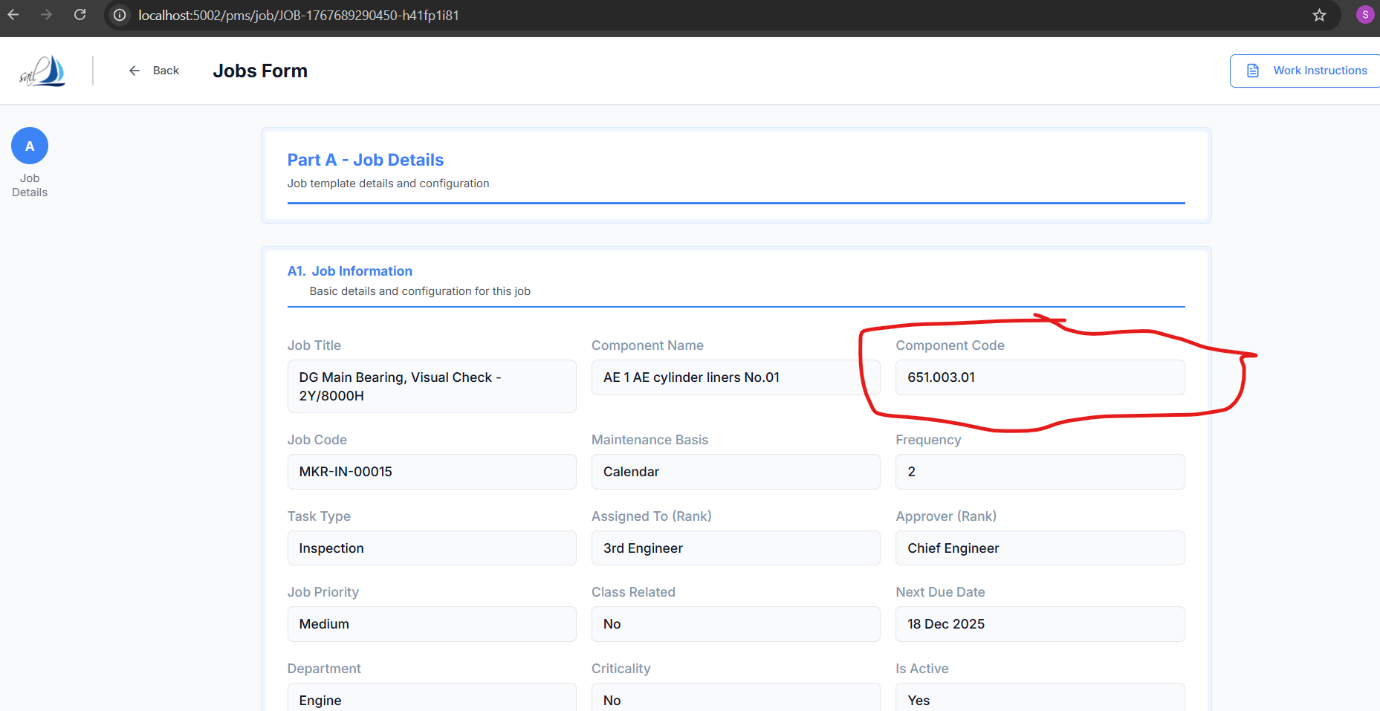 localhost:5002/pms/job/JOB-1767689290450-h41fp1i81
S
sail
Back
Jobs Form
Work Instructions
A
Job
Details
Part A - Job Details
Job template details and configuration
A1. Job Information
Basic details and configuration for this job
Job Title
Component Name
Component Code
DG Main Bearing, Visual Check -
2Y/8000H
AE 1 AE cylinder liners No.01
651.003.01
Job Code
Maintenance Basis
Frequency
MKR-IN-00015
Calendar
2
Task Type
Assigned To (Rank)
Approver (Rank)
Inspection
3rd Engineer
Chief Engineer
Job Priority
Class Related
Next Due Date
Medium
No
18 Dec 2025
Department
Criticality
Is Active
Engine
No
Yes